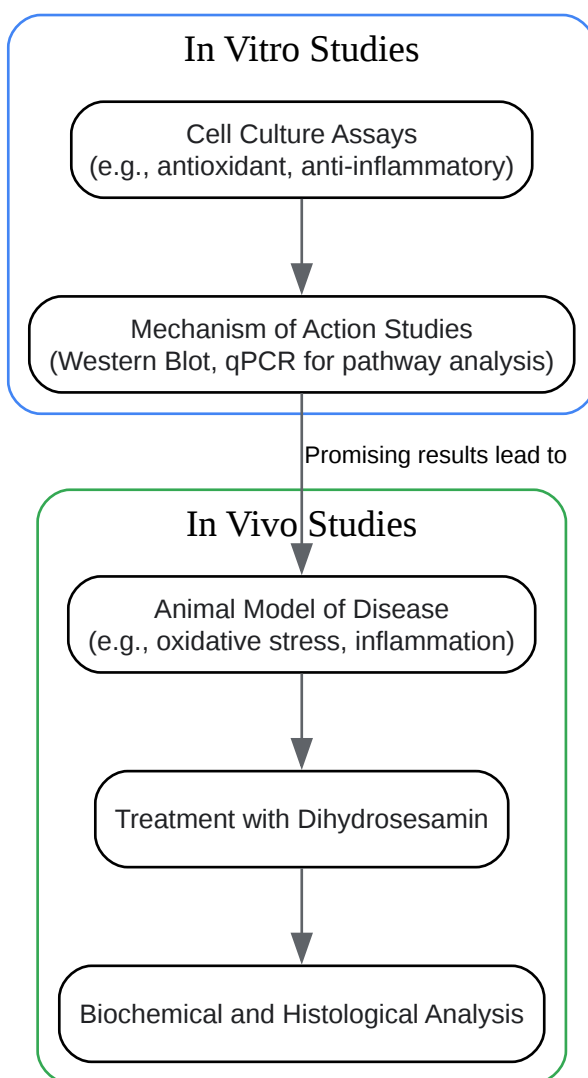 In Vitro Studies
Cell Culture Assays
(e.g., antioxidant, anti-inflammatory)
Mechanism of Action Studies
(Western Blot, qPCR for pathway analysis)
Promising results lead to
In Vivo Studies
Animal Model of Disease
(e.g., oxidative stress, inflammation)
Treatment with Dihydrosesamin
Biochemical and Histological Analysis